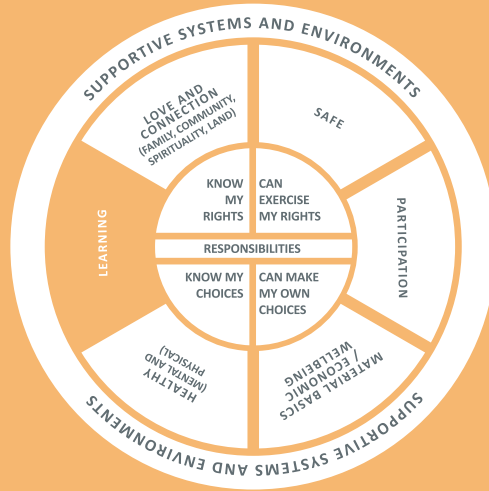 SUPPORTIVE SYSTEMS AND ENVIRONMENTS
LOVE AND
CONNECTION
(FAMILY, COMMUNITY,
SPIRITUALITY, LAND)
SAFE
LEARNING
KNOW
MY
RIGHTS
CAN
EXERCISE
MY RIGHTS
PARTICIPATION
RESPONSIBILITIES
KNOW MY
CHOICES
CAN MAKE
MY OWN
CHOICES
HEALTHY
(MENTAL AND
PHYSICAL)
MATERIAL BASICS
/ ECONOMIC
WELLBEING
SUPPORTIVE SYSTEMS AND ENVIRONMENTS